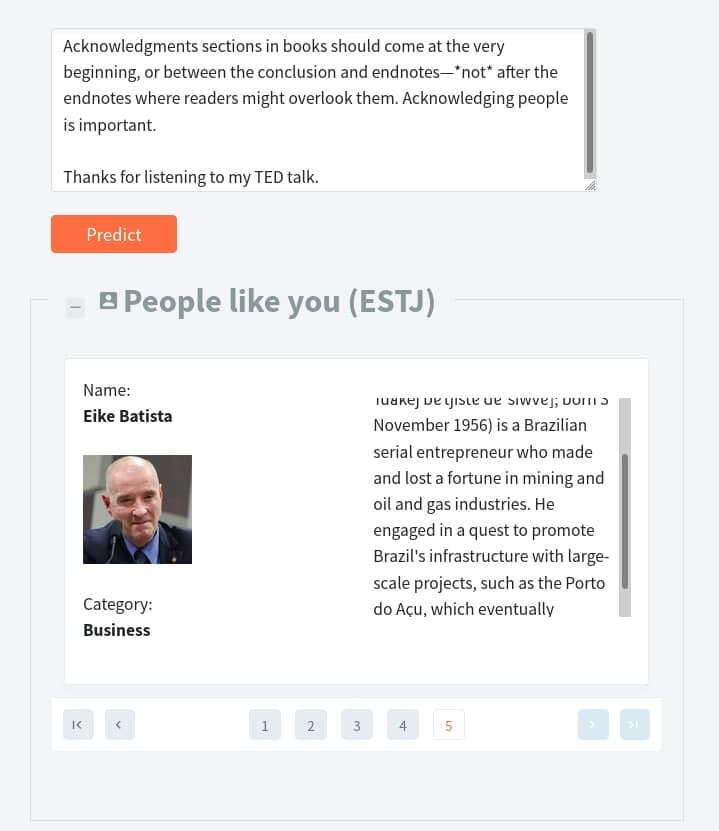 Acknowledgments sections in books should come at the very
beginning, or between the conclusion and endnotes—*not* after the
endnotes where readers might overlook them. Acknowledging people
is important.
Thanks for listening to my TED talk.
Predict
People like you (ESTJ)
Name:
Eike Batista
Category:
Business
born 3
November 1956) is a Brazilian
serial entrepreneur who made
and lost a fortune in mining and
oil and gas industries. He
engaged in a quest to promote
Brazil's infrastructure with large-
scale projects, such as the Porto
do Açu, which eventually
1 2 3 4 5